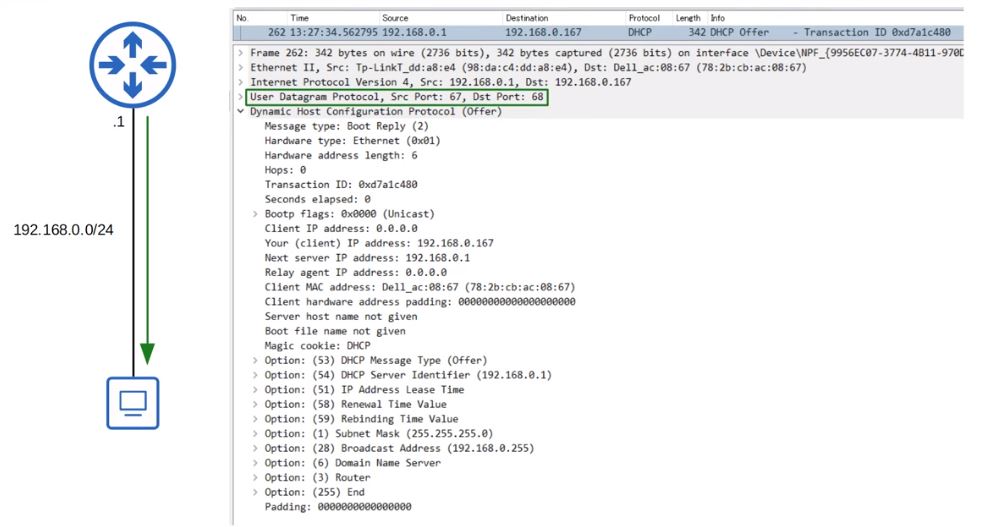 .1
192.168.0.0/24
No. Time Source Destination Protocol Length Info
262 13:27:34.562795 192.168.0.1 192.168.0.167 DHCP 342 DHCP Offer - Transaction ID 0xd7a1c480
> Frame 262: 342 bytes on wire (2736 bits), 342 bytes captured (2736 bits) on interface \Device\NPF_{9956EC07-3774-4B11-970D
> Ethernet II, Src: Tp-LinkT_dd:a8:e4 (98:da:c4:dd:a8:e4), Dst: Dell_ac:08:67 (78:2b:cb:ac:08:67)
> Internet Protocol Version 4, Src: 192.168.0.1, Dst: 192.168.0.167
> User Datagram Protocol, Src Port: 67, Dst Port: 68
Dynamic Host Configuration Protocol (Offer)
Message type: Boot Reply (2)
Hardware type: Ethernet (0x01)
Hardware address length: 6
Hops: 0
Transaction ID: 0xd7a1c480
Seconds elapsed: 0
> Bootp flags: 0x0000 (Unicast)
Client IP address: 0.0.0.0
Your (client) IP address: 192.168.0.167
Next server IP address: 192.168.0.1
Relay agent IP address: 0.0.0.0
Client MAC address: Dell_ac:08:67 (78:2b:cb:ac:08:67)
Client hardware address padding: 00000000000000000000
Server host name not given
Boot file name not given
Magic cookie: DHCP
> Option: (53) DHCP Message Type (Offer)
> Option: (54) DHCP Server Identifier (192.168.0.1)
> Option: (51) IP Address Lease Time
> Option: (58) Renewal Time Value
> Option: (59) Rebinding Time Value
> Option: (1) Subnet Mask (255.255.255.0)
> Option: (28) Broadcast Address (192.168.0.255)
> Option: (6) Domain Name Server
> Option: (3) Router
> Option: (255) End
Padding: 0000000000000000